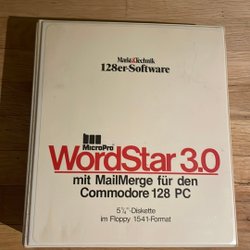 Markt&Technik
128er-Software
MicroPro
WordStar 3.0
mit MailMerge für den
Commodore 128 PC
5¼"-Diskette
im Floppy 1541-Format